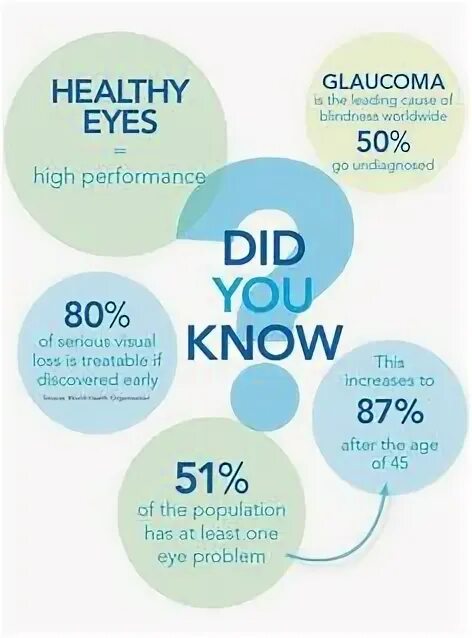 HEALTHY
EYES
=
high performance
GLAUCOMA
is the leading cause of
blindness worldwide
50%
go undiagnosed
DID
YOU
KNOW
?
80%
of serious visual
loss is treatable if
discovered early
Source: World Health Organisation
This
increases to
87%
after the age
of 45
51%
of the population
has at least one
eye problem